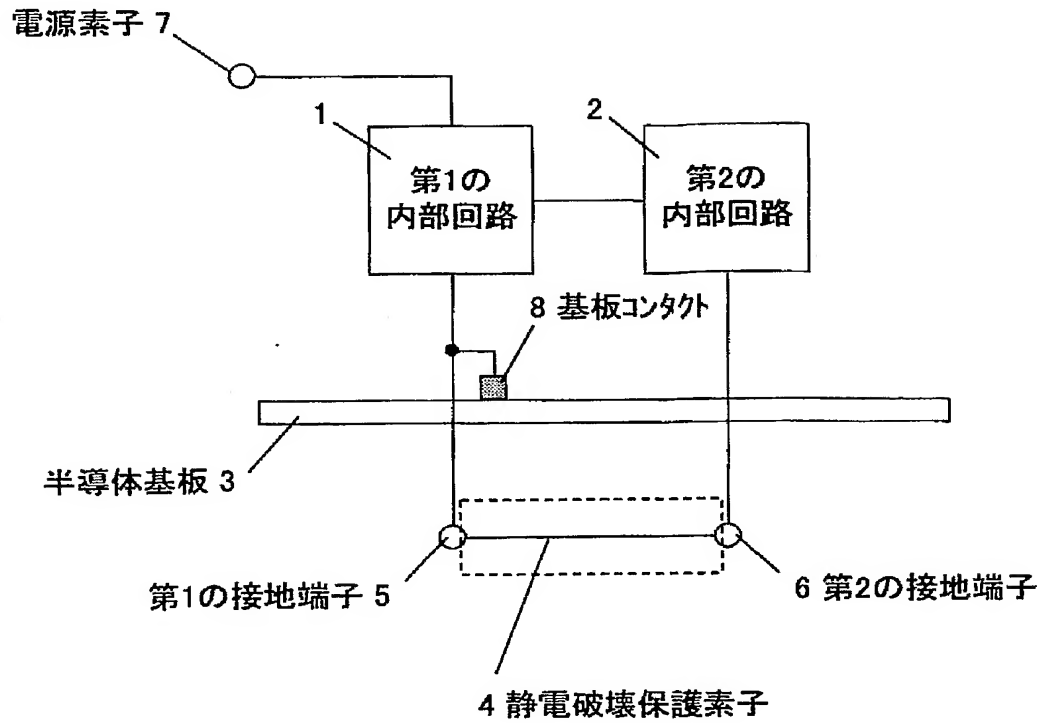 電源素子 7
1
2
第1の
内部回路
第2の
内部回路
8 基板コンタクト
半導体基板 3
第1の接地端子 5
6 第2の接地端子
4 静電破壊保護素子